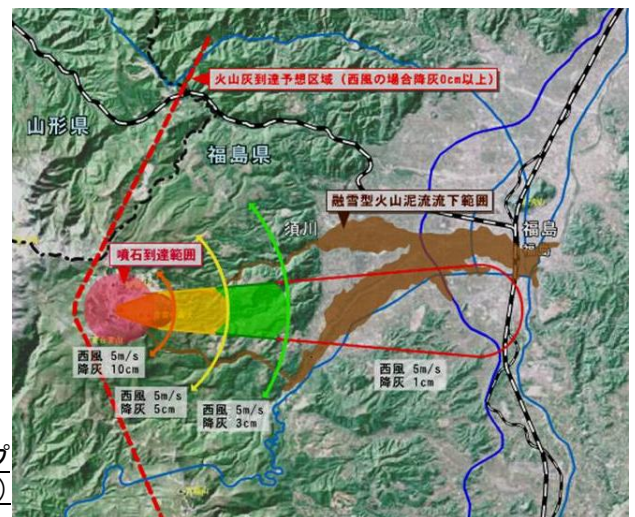 火山灰到達予想区域（西風の場合降灰0cm以上）
山形県
福島県
融雪型火山泥流流下範囲
須川
福島
噴石到達範囲
西風 5m/s
降灰 10cm
西風 5m/s
降灰 5cm
西風 5m/s
降灰 3cm
西風 5m/s
降灰 1cm
プ
）